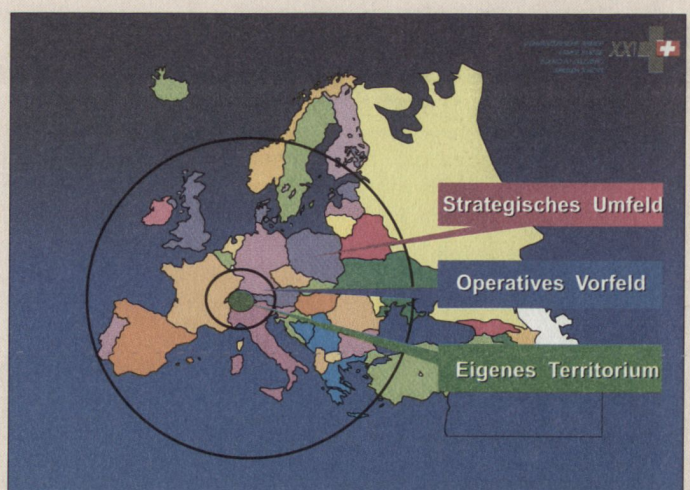 XXI
Strategisches Umfeld
Operatives Vorfeld
Eigenes Territorium